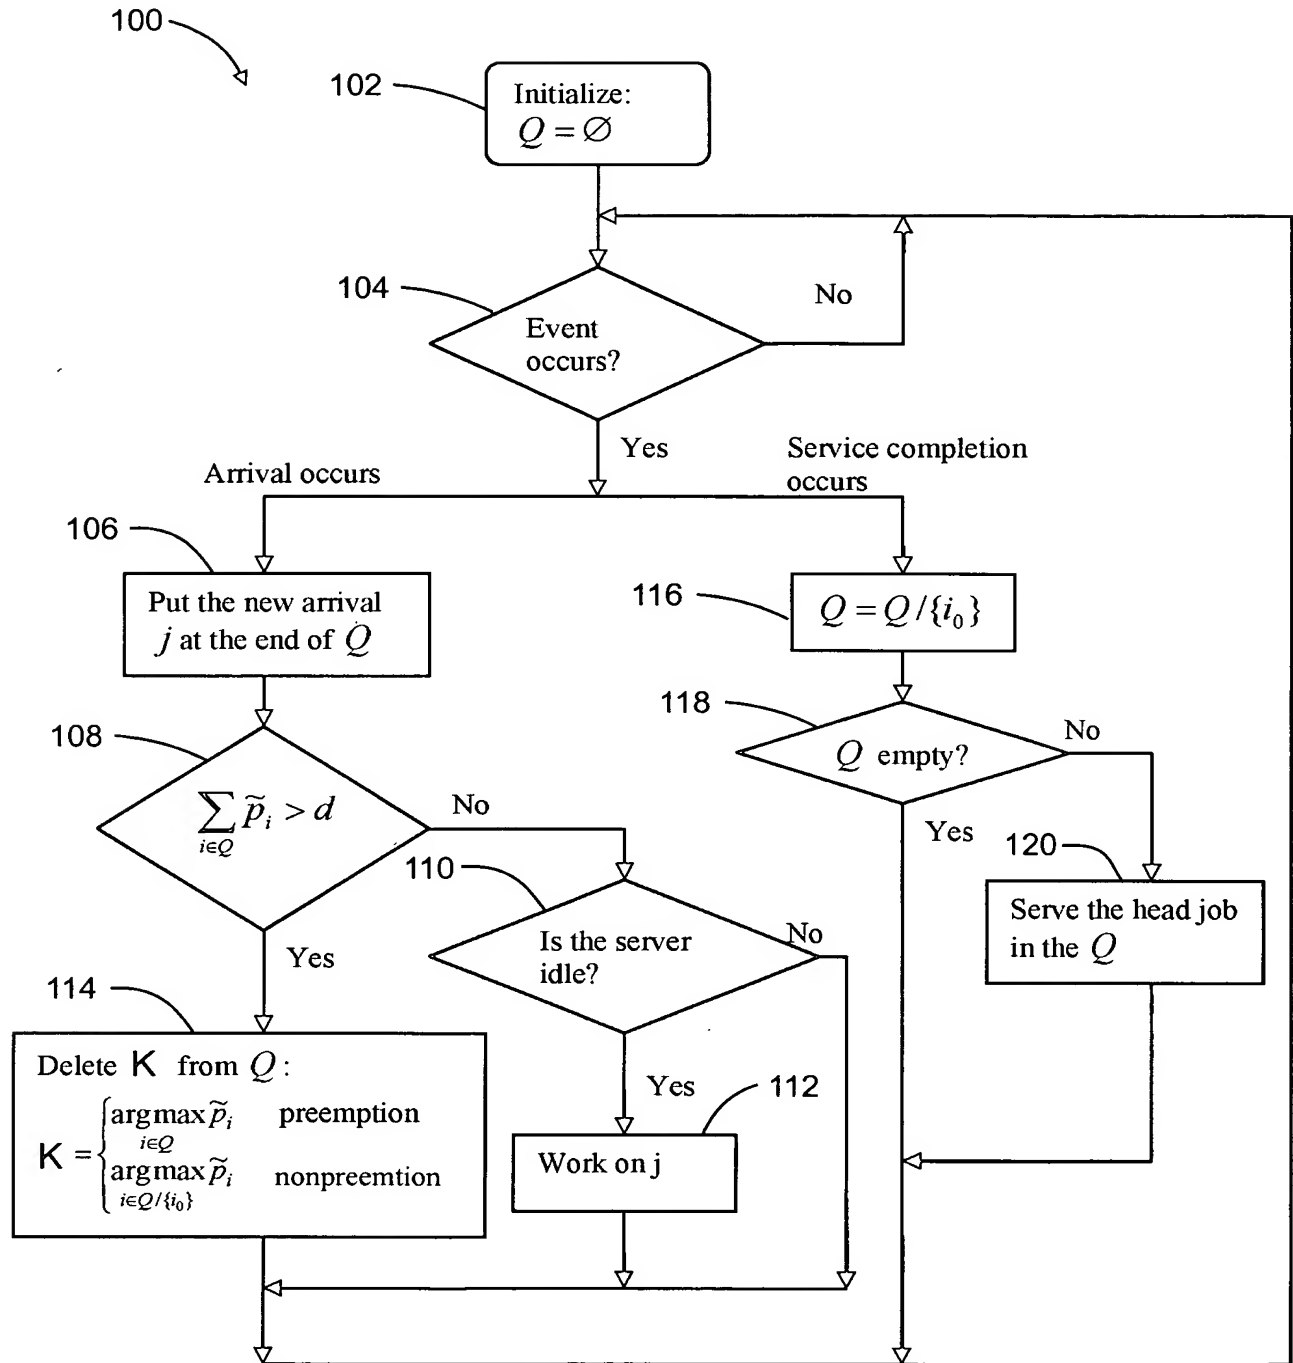 100
102
Initialize:
Q = ∅
104
Event
occurs?
No
Yes
Arrival occurs
Service completion
occurs
106
Put the new arrival
j at the end of Q
116
Q = Q /{i₀}
108
∑ p̃ᵢ > d
i∈Q
No
Yes
118
Q empty?
No
Yes
110
Is the server
idle?
No
Yes
120
Serve the head job
in the Q
114
Delete K from Q :
K = { argmax p̃ᵢ preemption
i∈Q
argmax p̃ᵢ nonpreemtion
i∈Q/{i₀}
112
Work on j